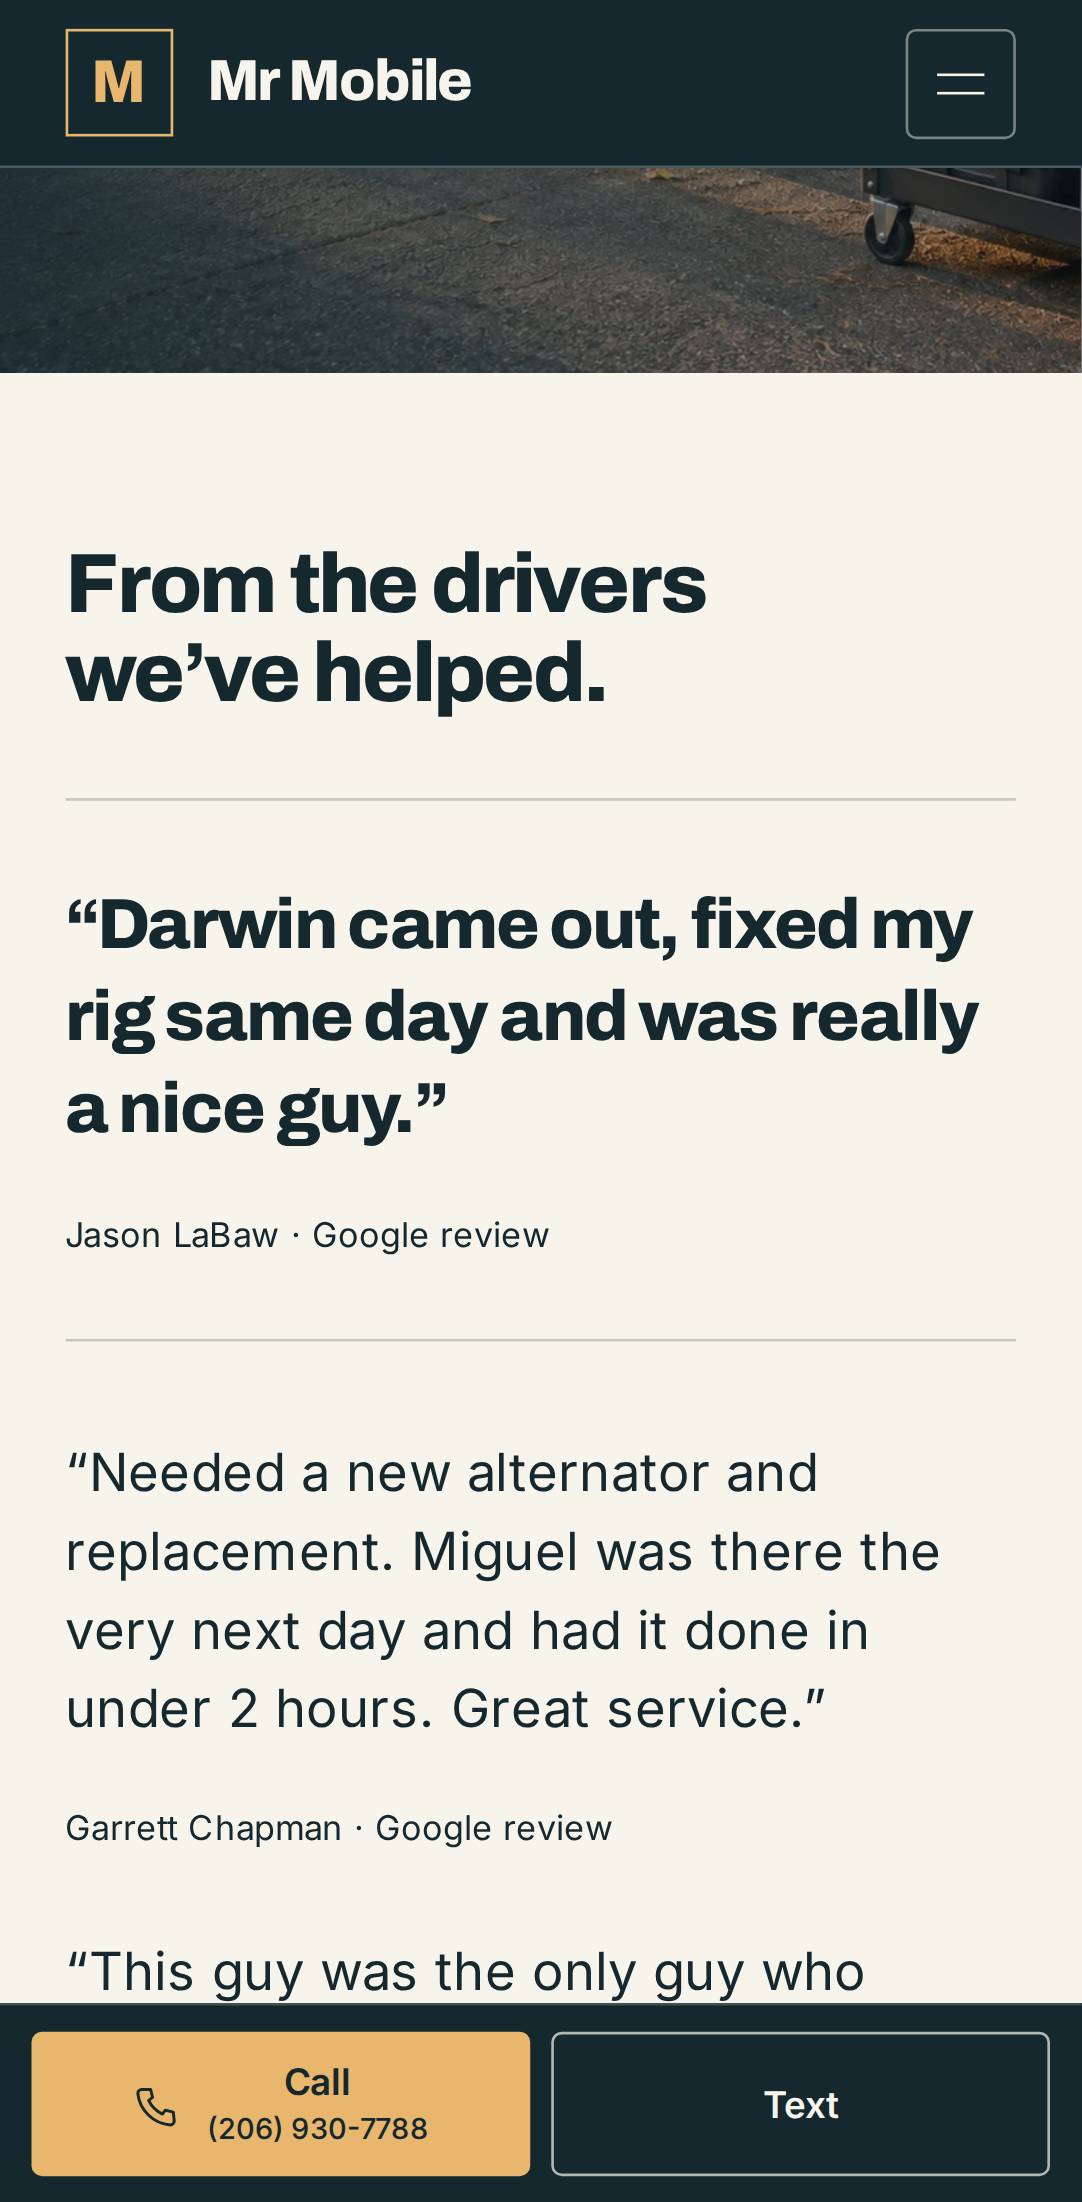 M
Mr Mobile
From the drivers
we’ve helped.
“Darwin came out, fixed my
rig same day and was really
a nice guy.”
Jason LaBaw · Google review
“Needed a new alternator and
replacement. Miguel was there the
very next day and had it done in
under 2 hours. Great service.”
Garrett Chapman · Google review
“This guy was the only guy who
Call
(206) 930-7788
Text